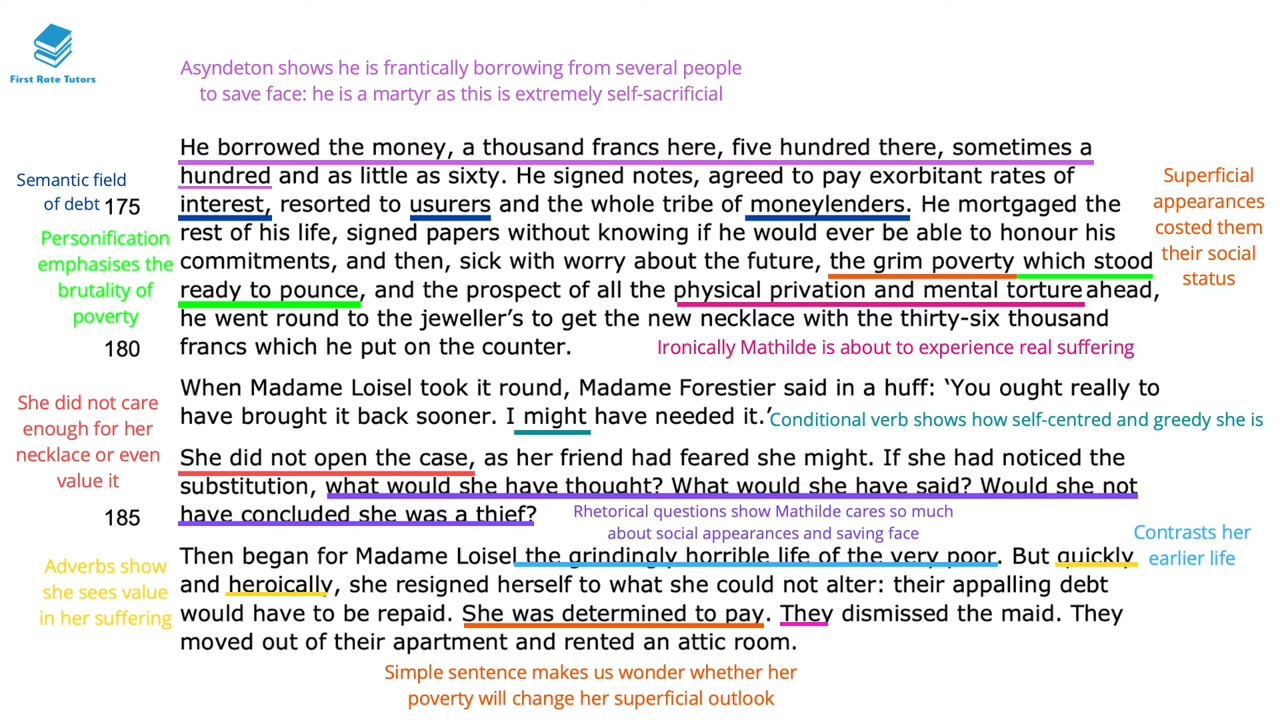 First Rate Tutors
Asyndeton shows he is frantically borrowing from several people
to save face: he is a martyr as this is extremely self-sacrificial
He borrowed the money, a thousand francs here, five hundred there, sometimes a
hundred and as little as sixty. He signed notes, agreed to pay exorbitant rates of
interest, resorted to usurers and the whole tribe of moneylenders. He mortgaged the
rest of his life, signed papers without knowing if he would ever be able to honour his
commitments, and then, sick with worry about the future, the grim poverty which stood
ready to pounce, and the prospect of all the physical privation and mental torture ahead,
he went round to the jeweller's to get the new necklace with the thirty-six thousand
francs which he put on the counter.
Semantic field
of debt
175
Personification
emphasises the
brutality of
poverty
180
Superficial
appearances
costed them
their social
status
Ironically Mathilde is about to experience real suffering
When Madame Loisel took it round, Madame Forestier said in a huff: ‘You ought really to
have brought it back sooner. I might have needed it.’
Conditional verb shows how self-centred and greedy she is
She did not care
enough for her
necklace or even
value it
She did not open the case, as her friend had feared she might. If she had noticed the
substitution, what would she have thought? What would she have said? Would she not
have concluded she was a thief?
185
Rhetorical questions show Mathilde cares so much
about social appearances and saving face
Contrasts her
earlier life
Then began for Madame Loisel the grindingly horrible life of the very poor. But quickly
and heroically, she resigned herself to what she could not alter: their appalling debt
would have to be repaid. She was determined to pay. They dismissed the maid. They
moved out of their apartment and rented an attic room.
Adverbs show
she sees value
in her suffering
Simple sentence makes us wonder whether her
poverty will change her superficial outlook